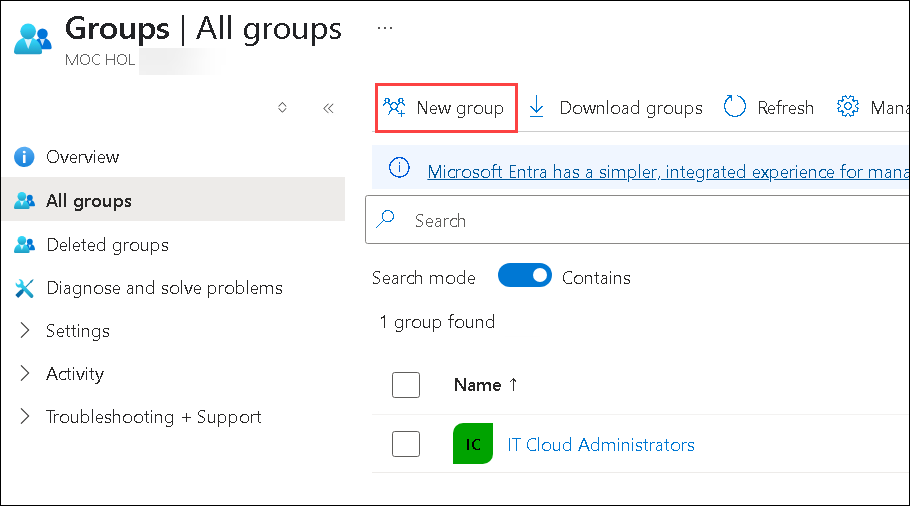 Groups | All groups ...
MOC HOL
«
New group
Download groups
Refresh
Mana
Overview
All groups
Deleted groups
Diagnose and solve problems
Settings
Activity
Troubleshooting + Support
Microsoft Entra has a simpler, integrated experience for mana
Search
Search mode
Contains
1 group found
Name ↑
IC
IT Cloud Administrators